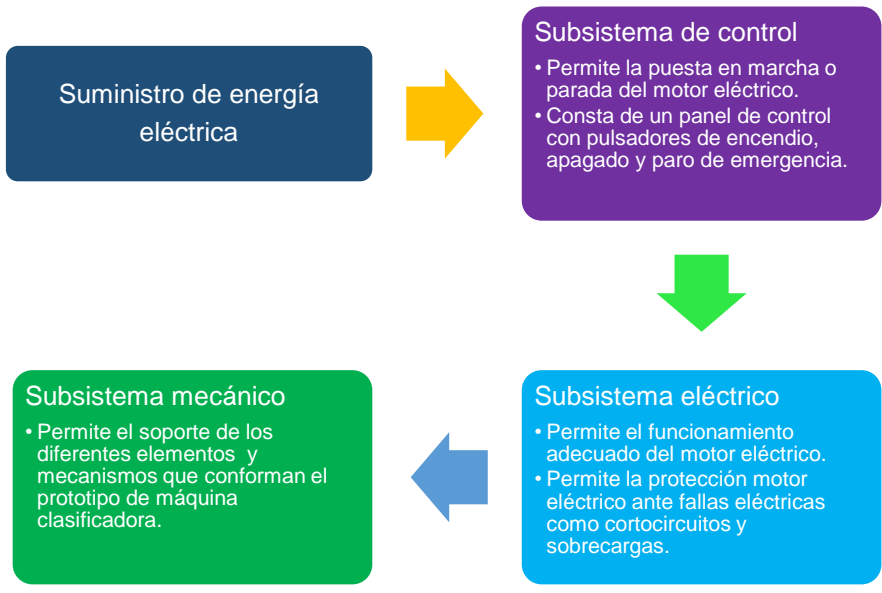 Suministro de energía
eléctrica
Subsistema de control
• Permite la puesta en marcha o
parada del motor eléctrico.
• Consta de un panel de control
con pulsadores de encendio,
apagado y paro de emergencia.
Subsistema eléctrico
• Permite el funcionamiento
adecuado del motor eléctrico.
• Permite la protección motor
eléctrico ante fallas eléctricas
como cortocircuitos y
sobrecargas.
Subsistema mecánico
• Permite el soporte de los
diferentes elementos y
mecanismos que conforman el
prototipo de máquina
clasificadora.